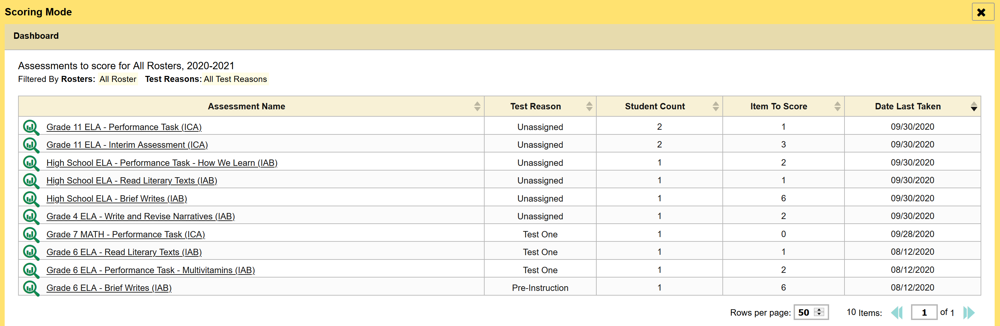 Scoring Mode
Dashboard
Assessments to score for All Rosters, 2020-2021
Filtered By Rosters: All Roster Test Reasons: All Test Reasons
Assessment Name Test Reason Student Count Item To Score Date Last Taken
Grade 11 ELA - Performance Task (ICA) Unassigned 2 1 09/30/2020
Grade 11 ELA - Interim Assessment (ICA) Unassigned 2 3 09/30/2020
High School ELA - Performance Task - How We Learn (IAB) Unassigned 1 2 09/30/2020
High School ELA - Read Literary Texts (IAB) Unassigned 1 1 09/30/2020
High School ELA - Brief Writes (IAB) Unassigned 1 6 09/30/2020
Grade 4 ELA - Write and Revise Narratives (IAB) Unassigned 1 2 09/30/2020
Grade 7 MATH - Performance Task (ICA) Test One 1 0 09/28/2020
Grade 6 ELA - Read Literary Texts (IAB) Test One 1 1 08/12/2020
Grade 6 ELA - Performance Task - Multivitamins (IAB) Test One 1 2 08/12/2020
Grade 6 ELA - Brief Writes (IAB) Pre-Instruction 1 6 08/12/2020
Rows per page: 50 10 Items: 1 of 1